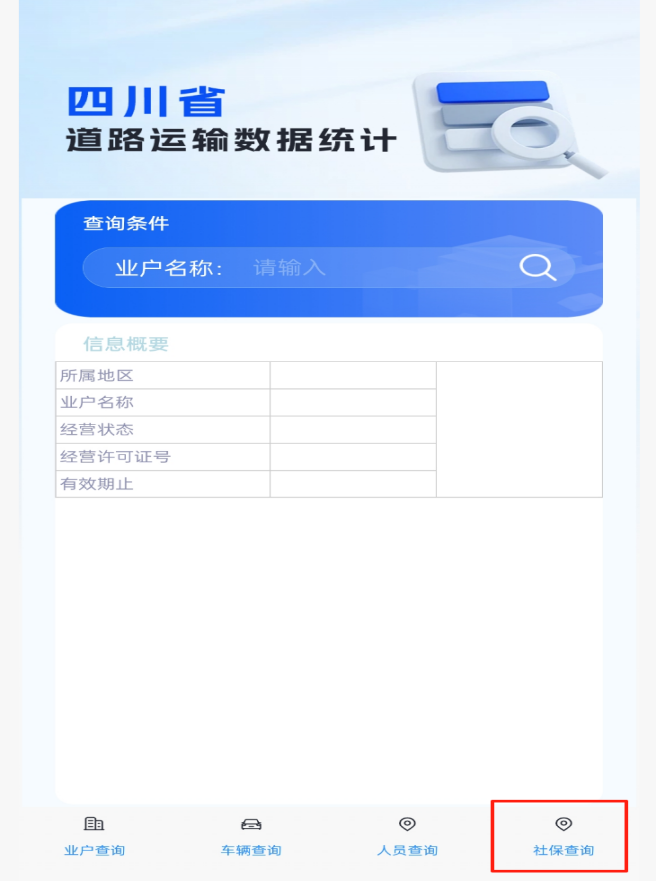 四川省
道路运输数据统计
查询条件
业户名称: 请输入
信息概要
所属地区
业户名称
经营状态
经营许可证号
有效期止
业户查询 车辆查询 人员查询 社保查询